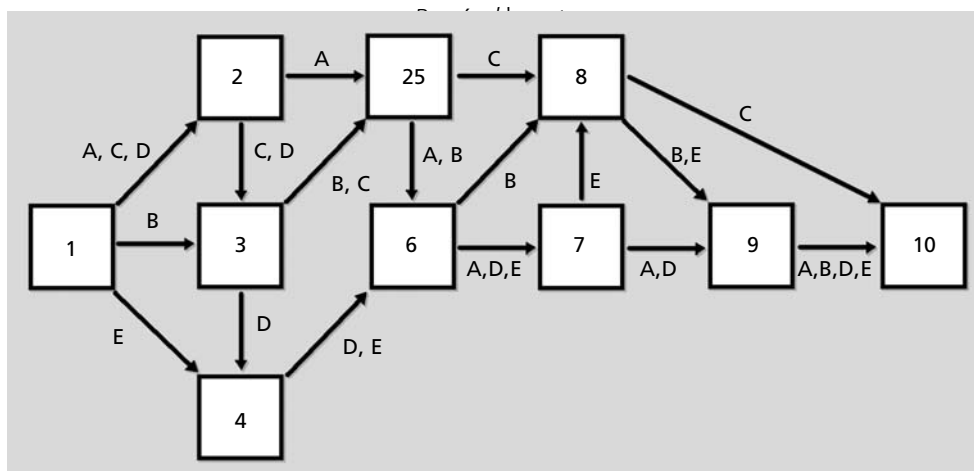 2
A
25
C
8
A, C, D
C, D
B, C
A, B
B
E
B,E
C
1
B
3
6
A,D,E
7
A,D
9
A,B,D,E
10
E
D
D, E
4